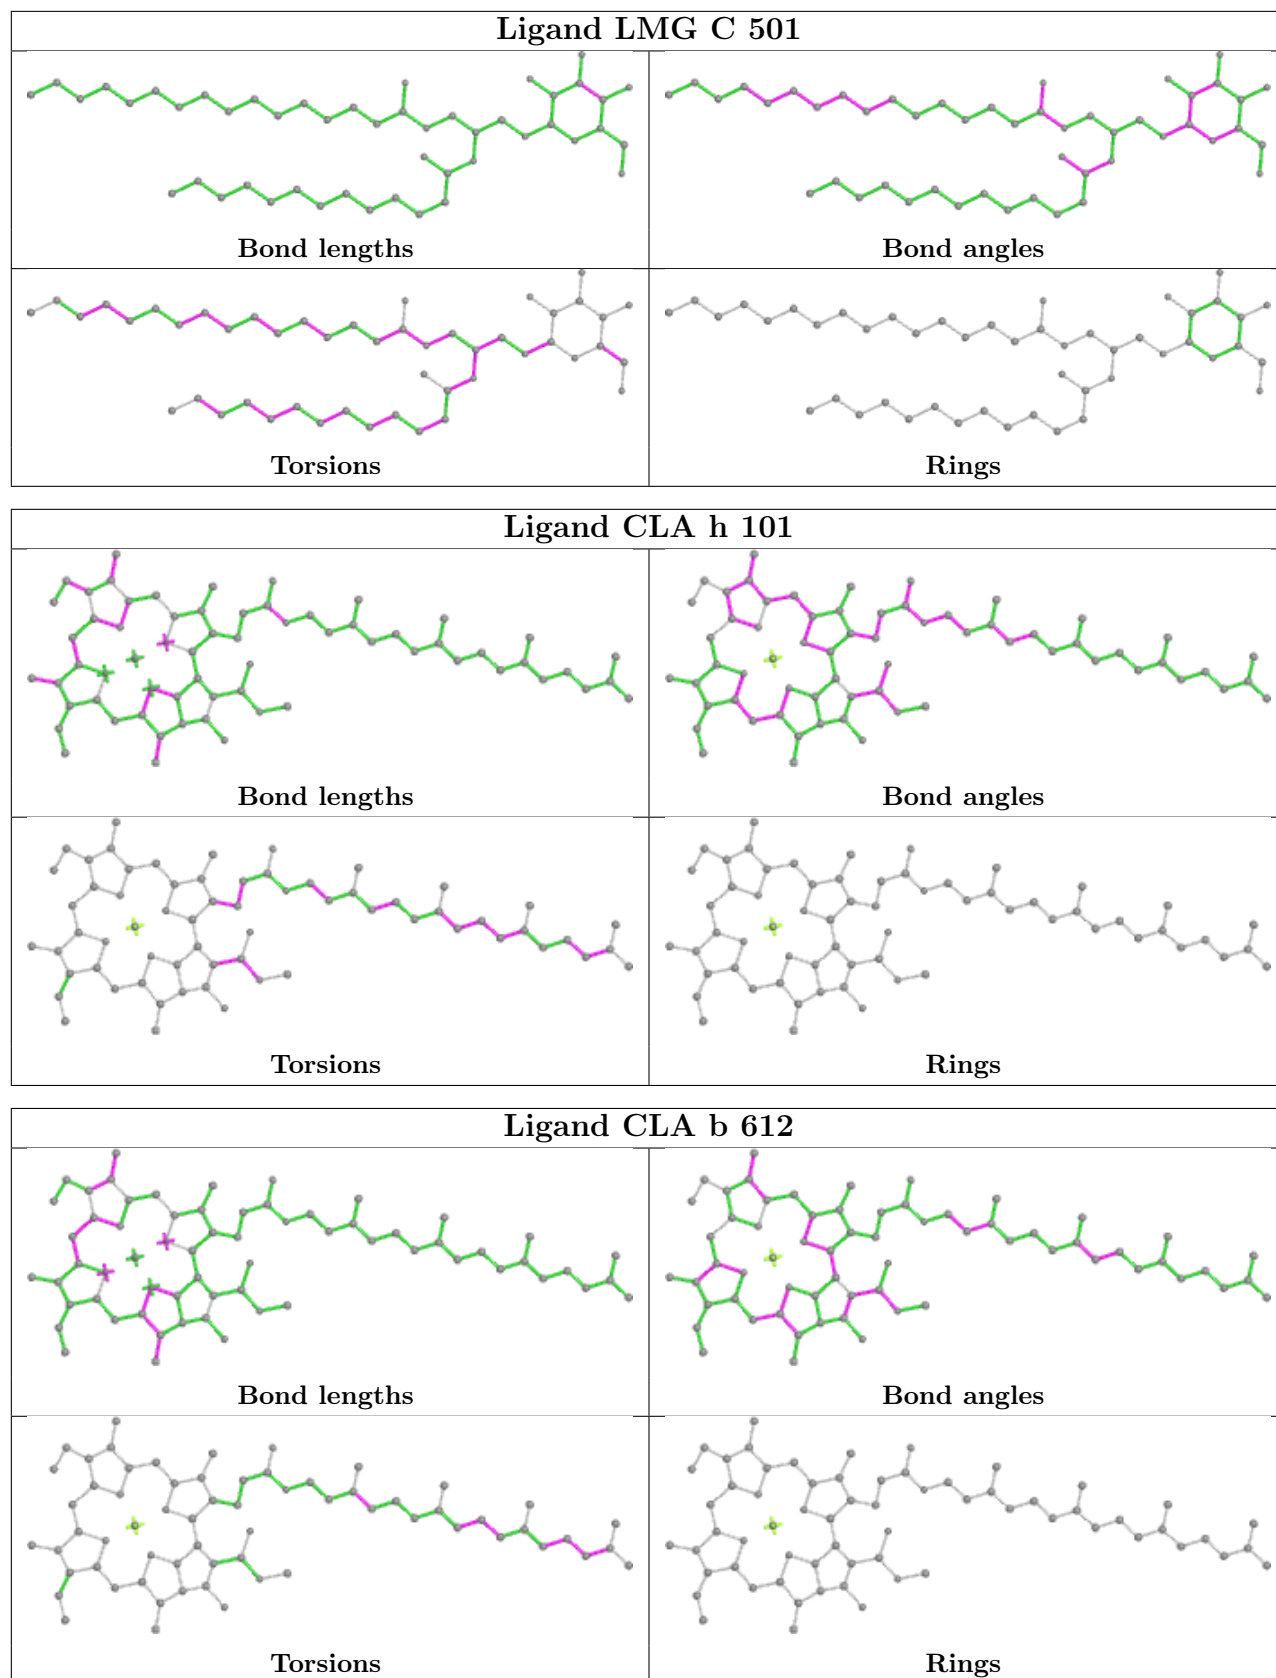 Ligand LMG C 501
Bond lengths
Bond angles
Torsions
Rings
Ligand CLA h 101
Bond lengths
Bond angles
Torsions
Rings
Ligand CLA b 612
Bond lengths
Bond angles
Torsions
Rings